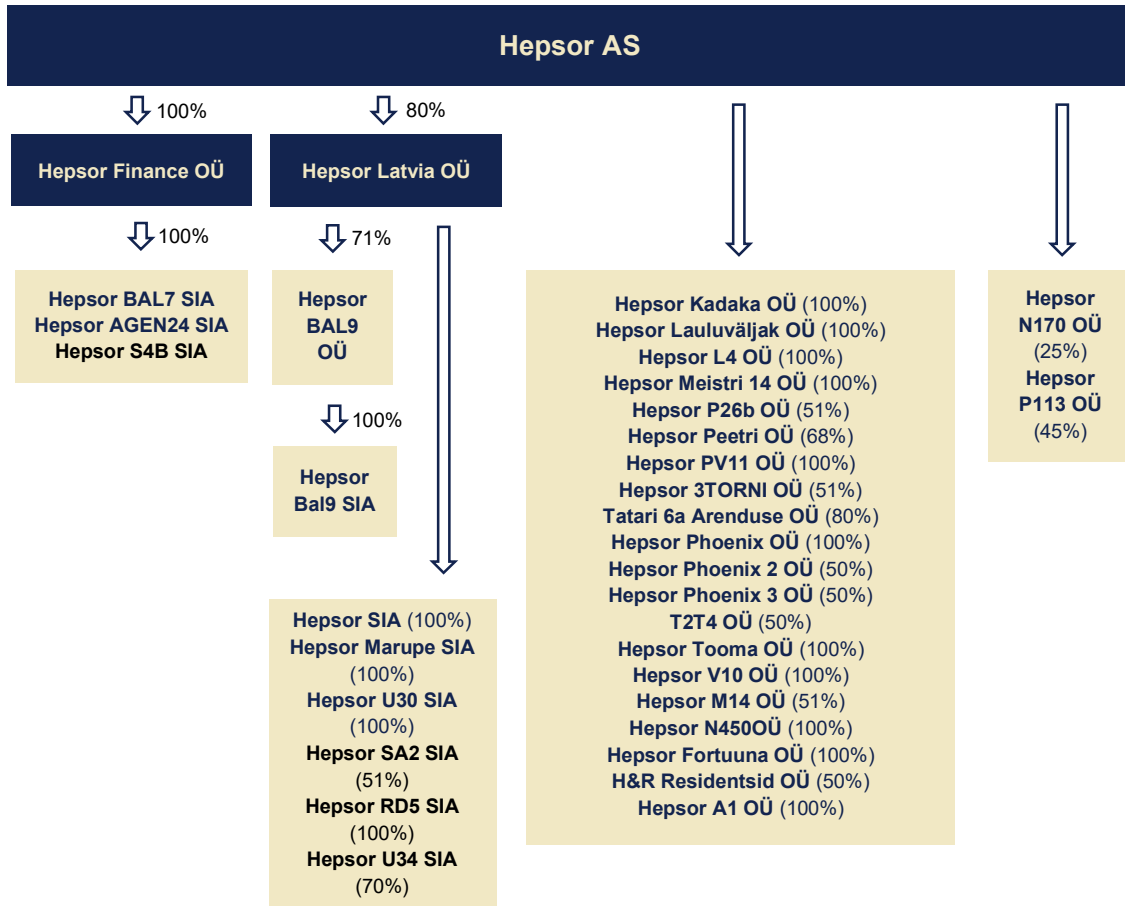 Hepsor AS
100%
80%
Hepsor Finance OÜ
Hepsor Latvia OÜ
100%
71%
Hepsor BAL7 SIA
Hepsor AGEN24 SIA
Hepsor S4B SIA
Hepsor
BAL9
OÜ
100%
Hepsor
Bal9 SIA
Hepsor SIA (100%)
Hepsor Marupe SIA
(100%)
Hepsor U30 SIA
(100%)
Hepsor SA2 SIA
(51%)
Hepsor RD5 SIA
(100%)
Hepsor U34 SIA
(70%)
Hepsor Kadaka OÜ (100%)
Hepsor Lauluväljak OÜ (100%)
Hepsor L4 OÜ (100%)
Hepsor Meistri 14 OÜ (100%)
Hepsor P26b OÜ (51%)
Hepsor Peetri OÜ (68%)
Hepsor PV11 OÜ (100%)
Hepsor 3TORNI OÜ (51%)
Tatari 6a Arenduse OÜ (80%)
Hepsor Phoenix OÜ (100%)
Hepsor Phoenix 2 OÜ (50%)
Hepsor Phoenix 3 OÜ (50%)
T2T4 OÜ (50%)
Hepsor Tooma OÜ (100%)
Hepsor V10 OÜ (100%)
Hepsor M14 OÜ (51%)
Hepsor N450OÜ (100%)
Hepsor Fortuuna OÜ (100%)
H&R Residentsid OÜ (50%)
Hepsor A1 OÜ (100%)
Hepsor
N170 OÜ
(25%)
Hepsor
P113 OÜ
(45%)